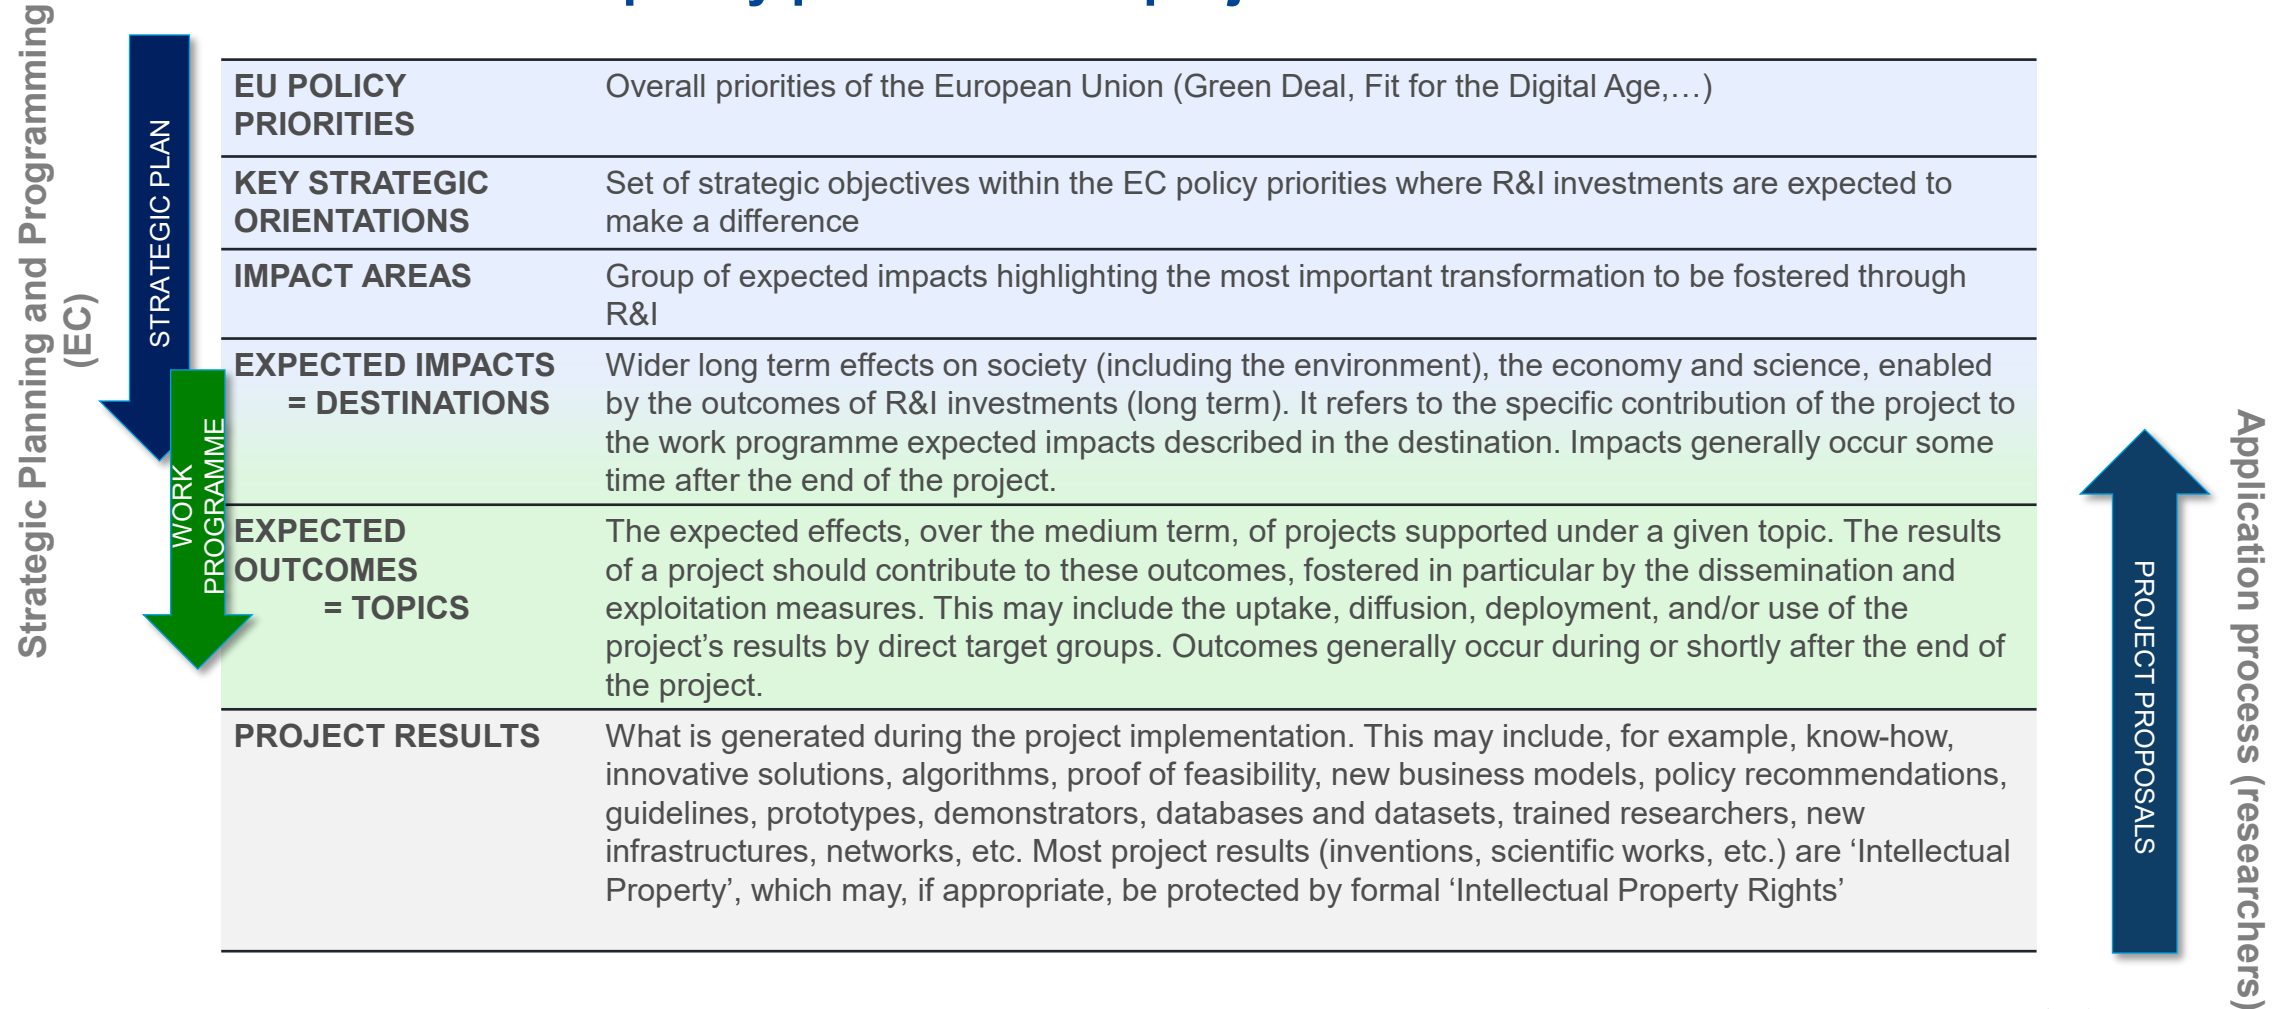 Strategic Planning and Programming
(EC)
STRATEGIC PLAN
WORK
PROGRAMME
EU POLICY
PRIORITIES
Overall priorities of the European Union (Green Deal, Fit for the Digital Age,…)
KEY STRATEGIC
ORIENTATIONS
Set of strategic objectives within the EC policy priorities where R&I investments are expected to
make a difference
IMPACT AREAS
Group of expected impacts highlighting the most important transformation to be fostered through
R&I
EXPECTED IMPACTS
= DESTINATIONS
Wider long term effects on society (including the environment), the economy and science, enabled
by the outcomes of R&I investments (long term). It refers to the specific contribution of the project to
the work programme expected impacts described in the destination. Impacts generally occur some
time after the end of the project.
EXPECTED
OUTCOMES
= TOPICS
The expected effects, over the medium term, of projects supported under a given topic. The results
of a project should contribute to these outcomes, fostered in particular by the dissemination and
exploitation measures. This may include the uptake, diffusion, deployment, and/or use of the
project’s results by direct target groups. Outcomes generally occur during or shortly after the end of
the project.
PROJECT RESULTS
What is generated during the project implementation. This may include, for example, know-how,
innovative solutions, algorithms, proof of feasibility, new business models, policy recommendations,
guidelines, prototypes, demonstrators, databases and datasets, trained researchers, new
infrastructures, networks, etc. Most project results (inventions, scientific works, etc.) are ‘Intellectual
Property’, which may, if appropriate, be protected by formal ‘Intellectual Property Rights’
PROJECT PROPOSALS
Application process (researchers)